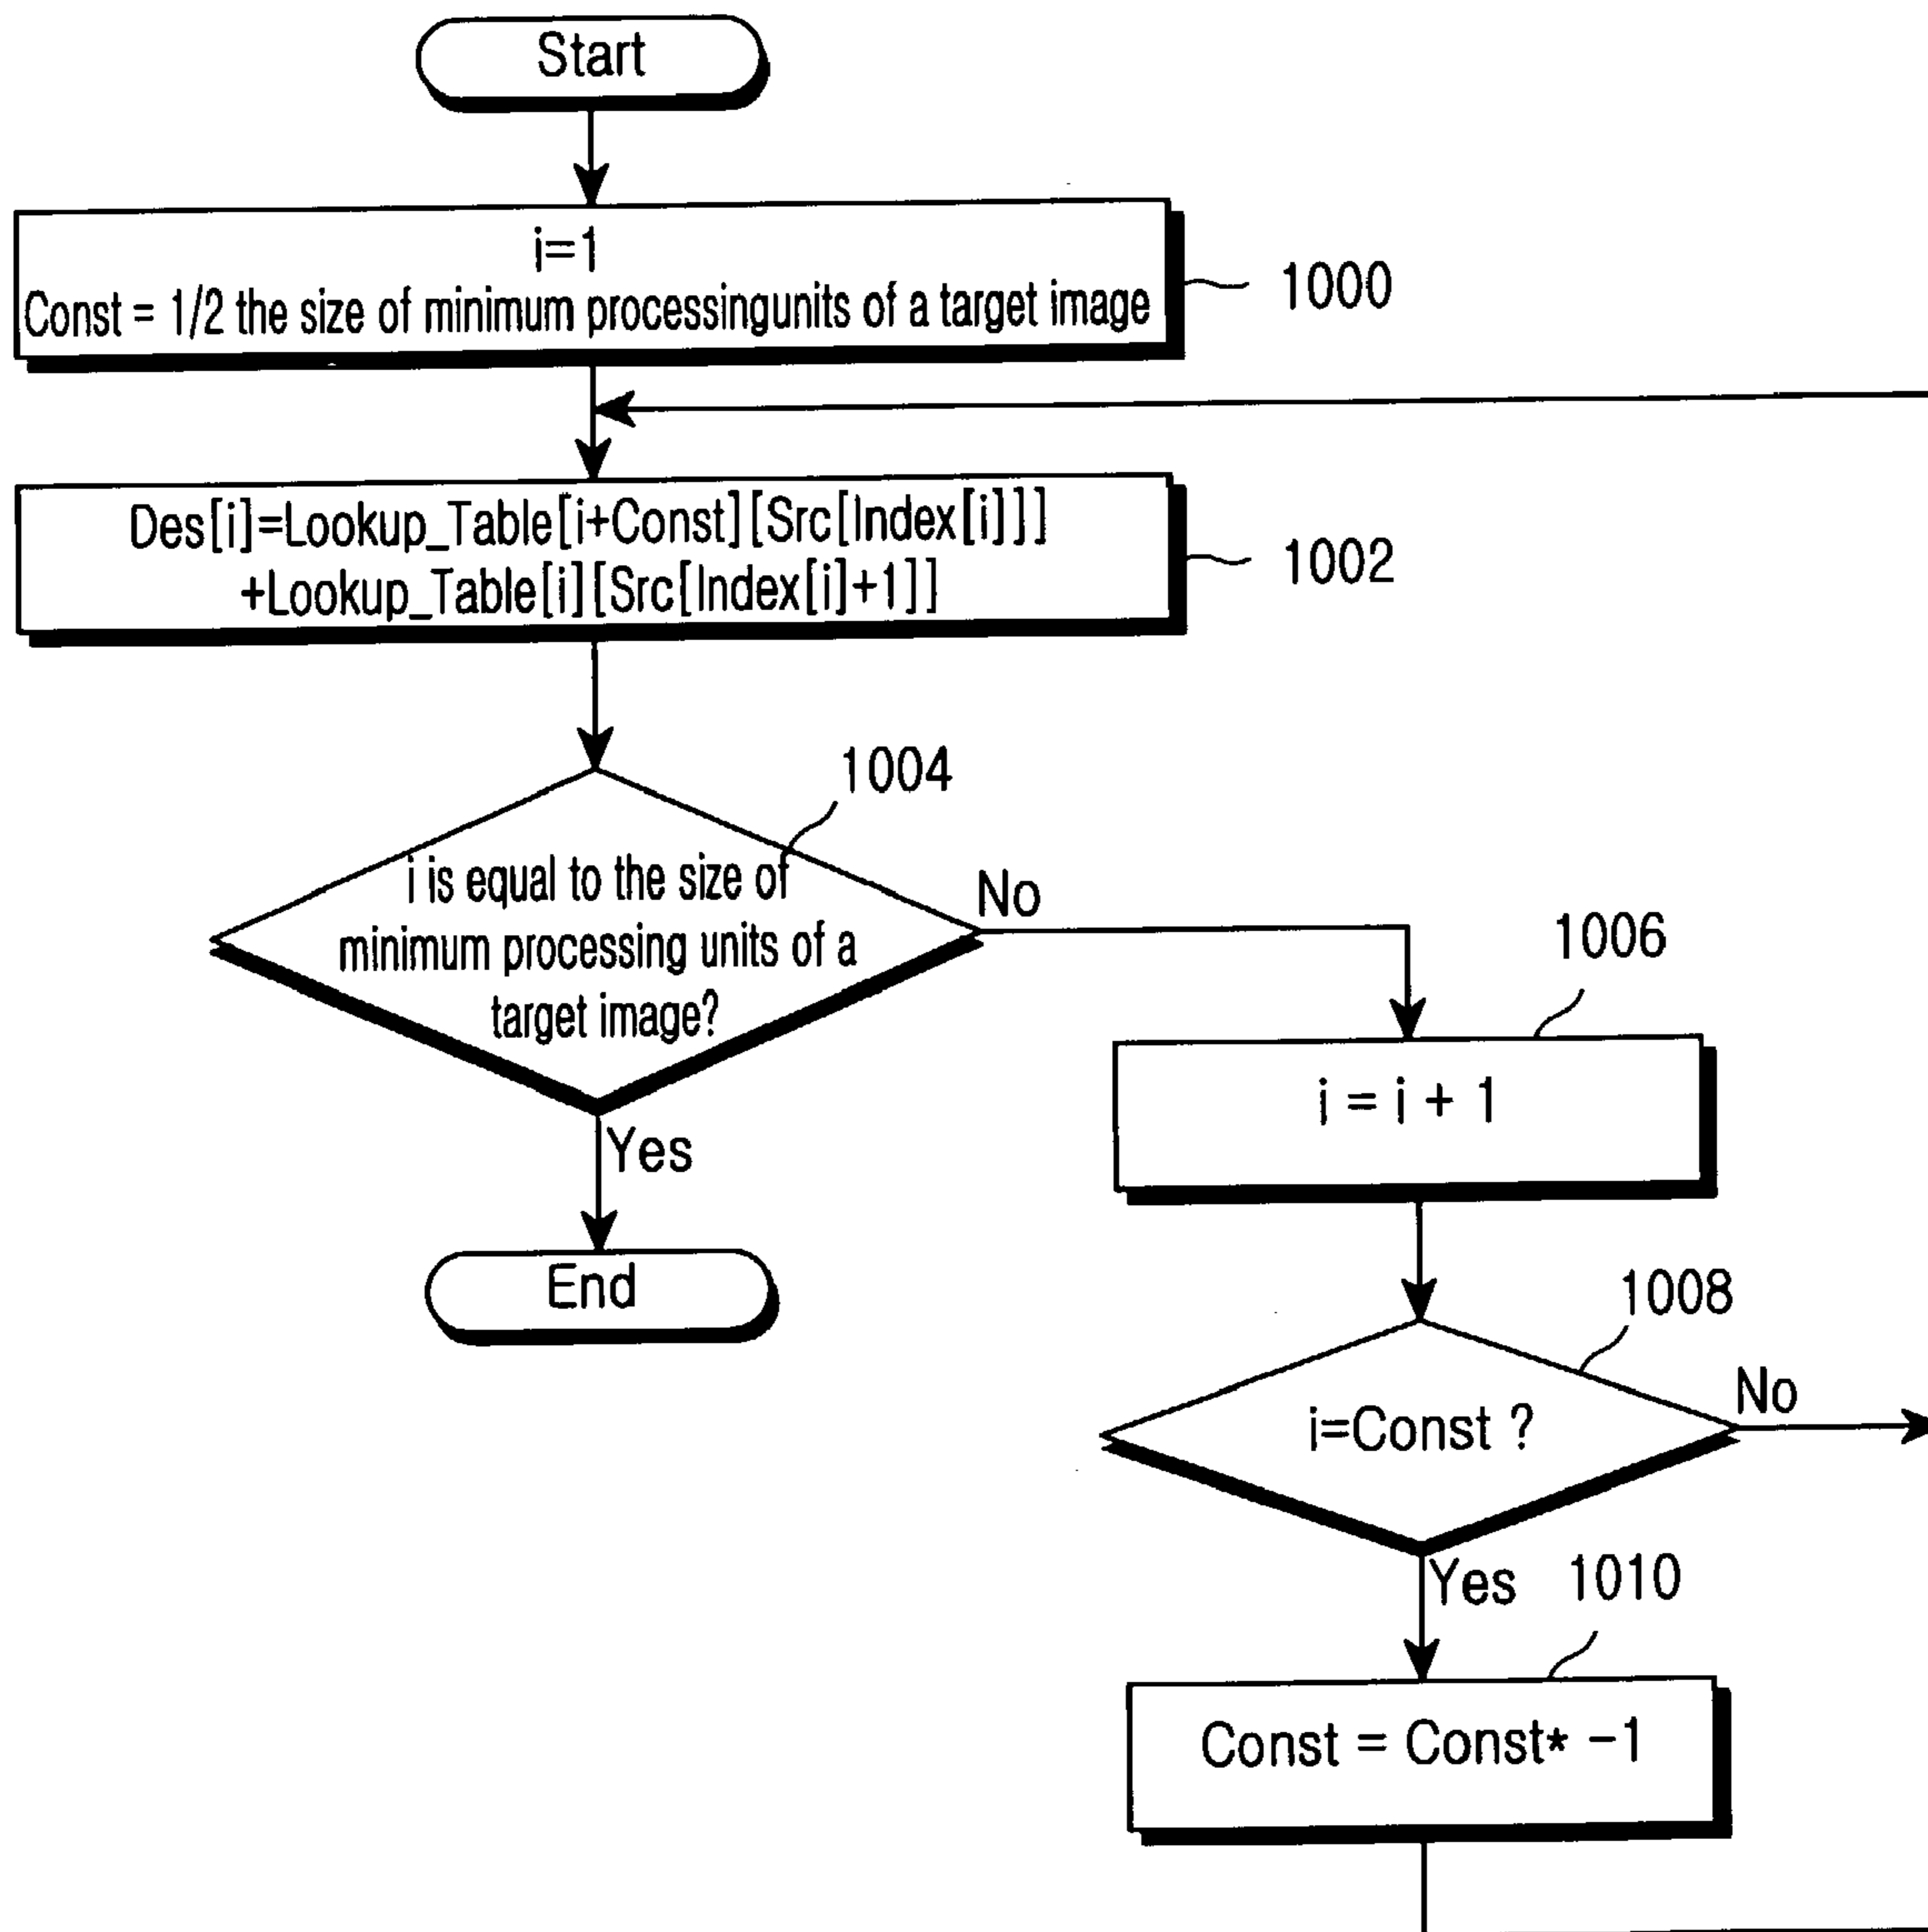 Start
i=1
Const = 1/2 the size of minimum processingunits of a target image
1000
Des[i]=Lookup_Table[i+Const][Src[Index[i]]]
+Lookup_Table[i][Src[Index[i]+1]]
1002
1004
i is equal to the size of
minimum processing units of a
target image?
No
Yes
End
1006
i = i + 1
1008
i=Const ?
No
Yes
1010
Const = Const* -1